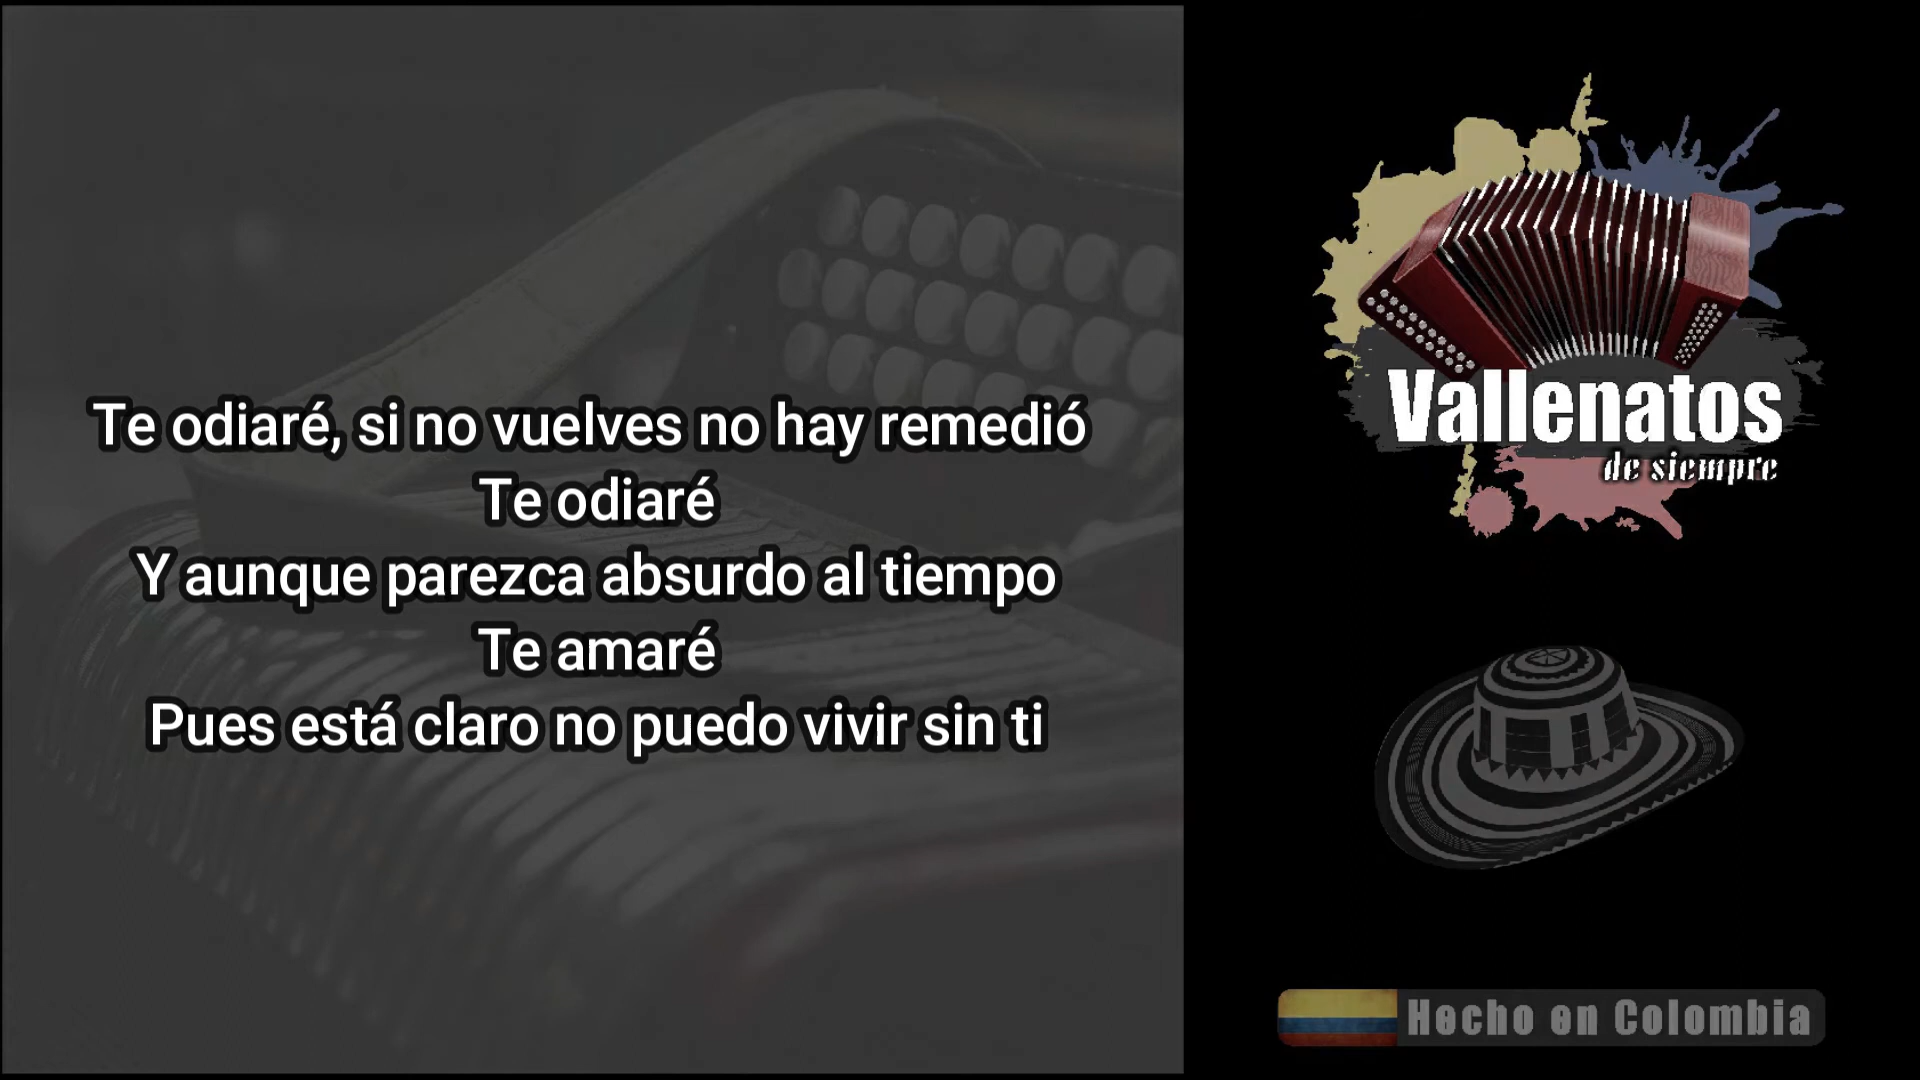 Te odiaré, si no vuelves no hay remedió
Te odiaré
Y aunque parezca absurdo al tiempo
Te amaré
Pues está claro no puedo vivir sin ti
Vallenatos
de siempre
Hecho en Colombia